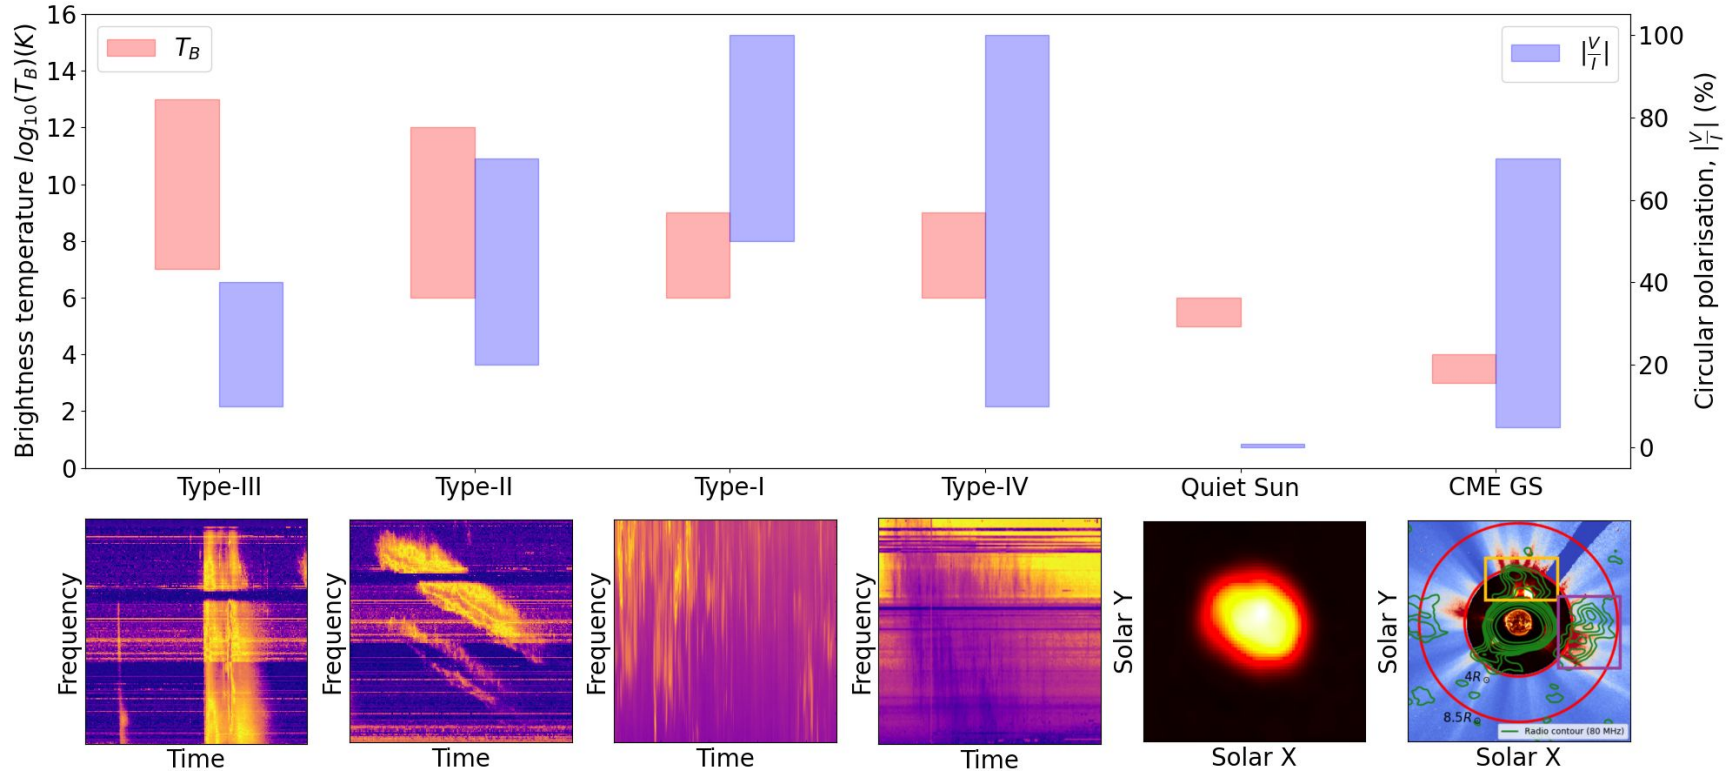 Brightness temperature log₁₀(T_B)(K)
16
14
12
10
8
6
4
2
0
T_B
|V/I|
100
80
60
40
20
0
Circular polarisation, |V/I| (%)
Type-III
Type-II
Type-I
Type-IV
Quiet Sun
CME GS
Frequency
Time
Frequency
Time
Frequency
Time
Frequency
Time
Solar Y
Solar X
Solar Y
4R☉
8.5R☉
Radio contour (80 MHz)
Solar X